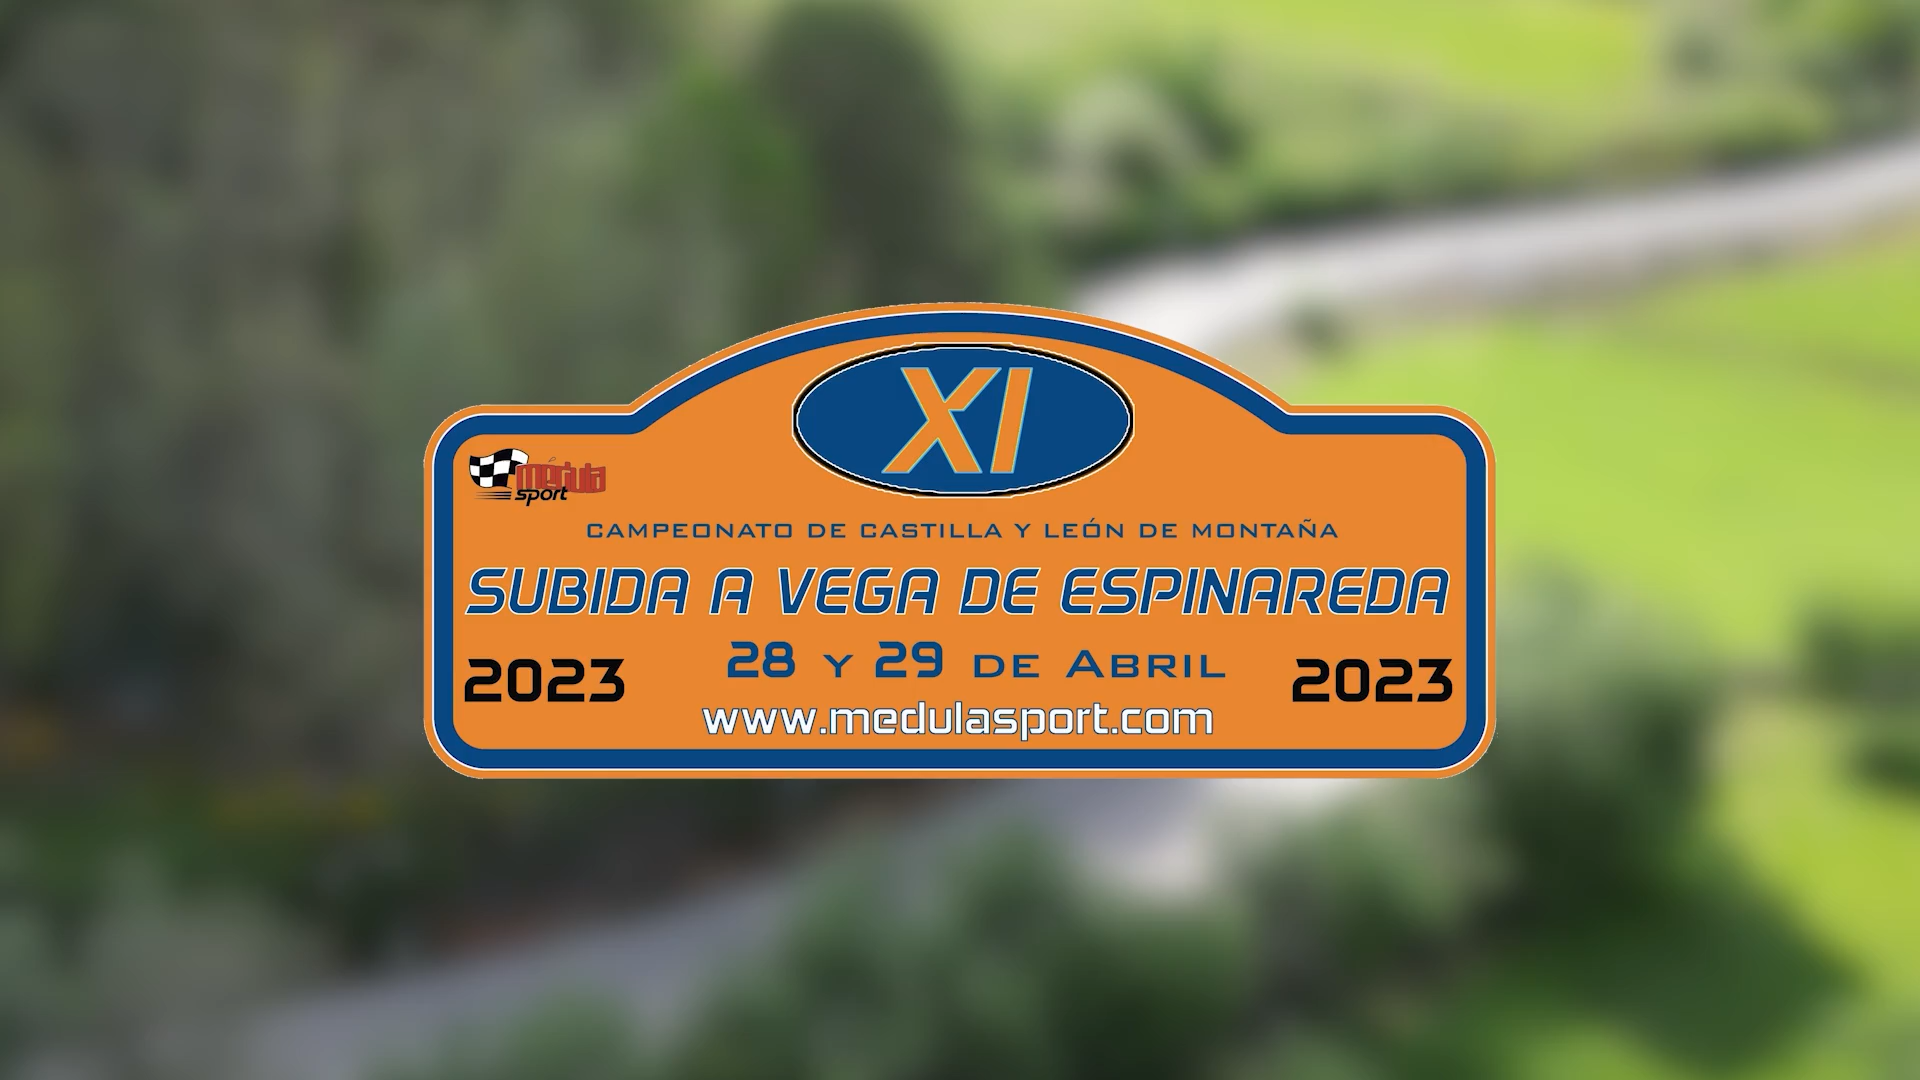 XI
médula
sport
CAMPEONATO DE CASTILLA Y LEÓN DE MONTAÑA
SUBIDA A VEGA DE ESPINAREDA
28 Y 29 DE ABRIL
2023 2023
www.medulasport.com